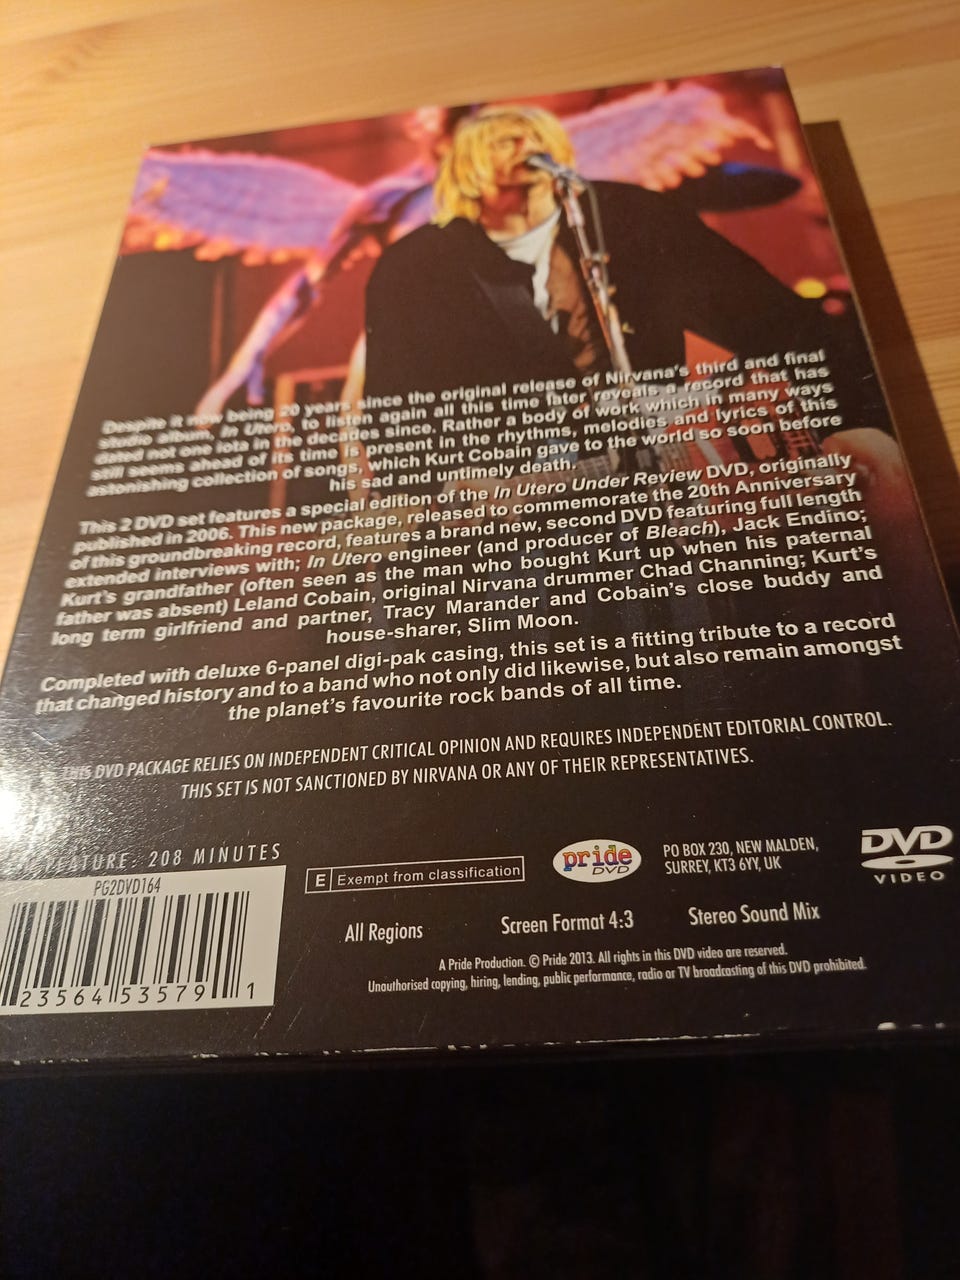 Despite it now being 20 years since the original release of Nirvana's third and final
studio album, In Utero, to listen again all this time later reveals a record that has
dated not one iota in the decades since. Rather a body of work which in many ways
still seems ahead of its time is present in the rhythms, melodies and lyrics of this
astonishing collection of songs, which Kurt Cobain gave to the world so soon before
his sad and untimely death.
This 2 DVD set features a special edition of the In Utero Under Review DVD, originally
published in 2006. This new package, released to commemorate the 20th Anniversary
of this groundbreaking record, features a brand new, second DVD featuring full length
extended interviews with; In Utero engineer (and producer of Bleach), Jack Endino;
Kurt's grandfather (often seen as the man who bought Kurt up when his paternal
father was absent) Leland Cobain, original Nirvana drummer Chad Channing; Kurt's
long term girlfriend and partner, Tracy Marander and Cobain's close buddy and
house-sharer, Slim Moon.
Completed with deluxe 6-panel digi-pak casing, this set is a fitting tribute to a record
that changed history and to a band who not only did likewise, but also remain amongst
the planet's favourite rock bands of all time.
THIS DVD PACKAGE RELIES ON INDEPENDENT CRITICAL OPINION AND REQUIRES INDEPENDENT EDITORIAL CONTROL.
THIS SET IS NOT SANCTIONED BY NIRVANA OR ANY OF THEIR REPRESENTATIVES.
FEATURE: 208 MINUTES
PG2DVD164
23564 53579 1
E Exempt from classification
pride DVD
PO BOX 230, NEW MALDEN,
SURREY, KT3 6YY, UK
DVD VIDEO
All Regions Screen Format 4:3 Stereo Sound Mix
A Pride Production. © Pride 2013. All rights in this DVD video are reserved.
Unauthorised copying, hiring, lending, public performance, radio or TV broadcasting of this DVD prohibited.